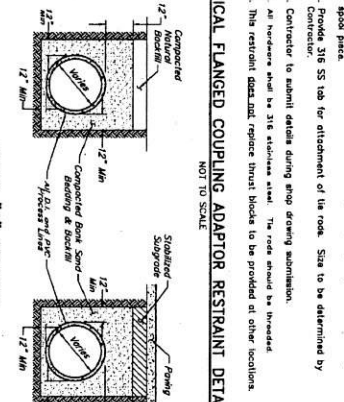 spool piece.
Provide 316 SS tab for attachment of tie rods. Size to be determined by
Contractor.
Contractor to submit details during shop drawing submission.
All hardware shall be 316 stainless steel. Tie rods should be threaded.
This restraint does not replace thrust blocks to be provided at other locations.
ICAL FLANGED COUPLING ADAPTOR RESTRAINT DETA
NOT TO SCALE
12"
Compacted
Natural
Backfill
12"
Min
Varies
12" Min
12" Min
Compacted Bank Sand
Bedding & Backfill
All D.I. and PVC
Process Lines
Stabilized
Subgrade
Paving
12"
Min
Varies
12" Min